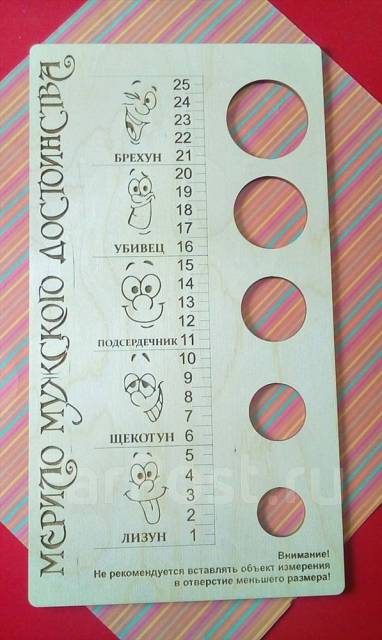 МЕРИЛО МУЖСКОГО ДОСТОИНСТВА
25
24
23
22
БРЕХУН 21
20
19
18
17
УБИВЕЦ 16
15
14
13
12
ПОДСЕРДЕЧНИК 11
10
9
8
7
ЩЕКОТУН 6
5
4
3
2
ЛИЗУН 1
Внимание!
Не рекомендуется вставлять объект измерения
в отверстие меньшего размера!